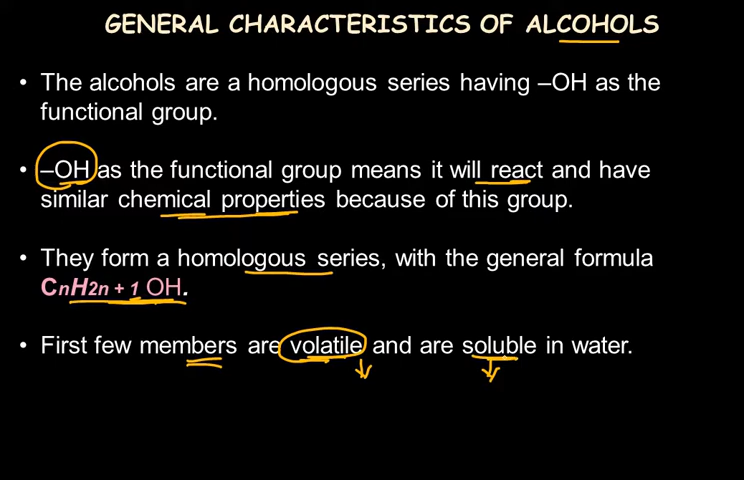 GENERAL CHARACTERISTICS OF ALCOHOLS
• The alcohols are a homologous series having –OH as the
functional group.
• –OH as the functional group means it will react and have
similar chemical properties because of this group.
• They form a homologous series, with the general formula
CnH2n + 1 OH.
• First few members are volatile and are soluble in water.